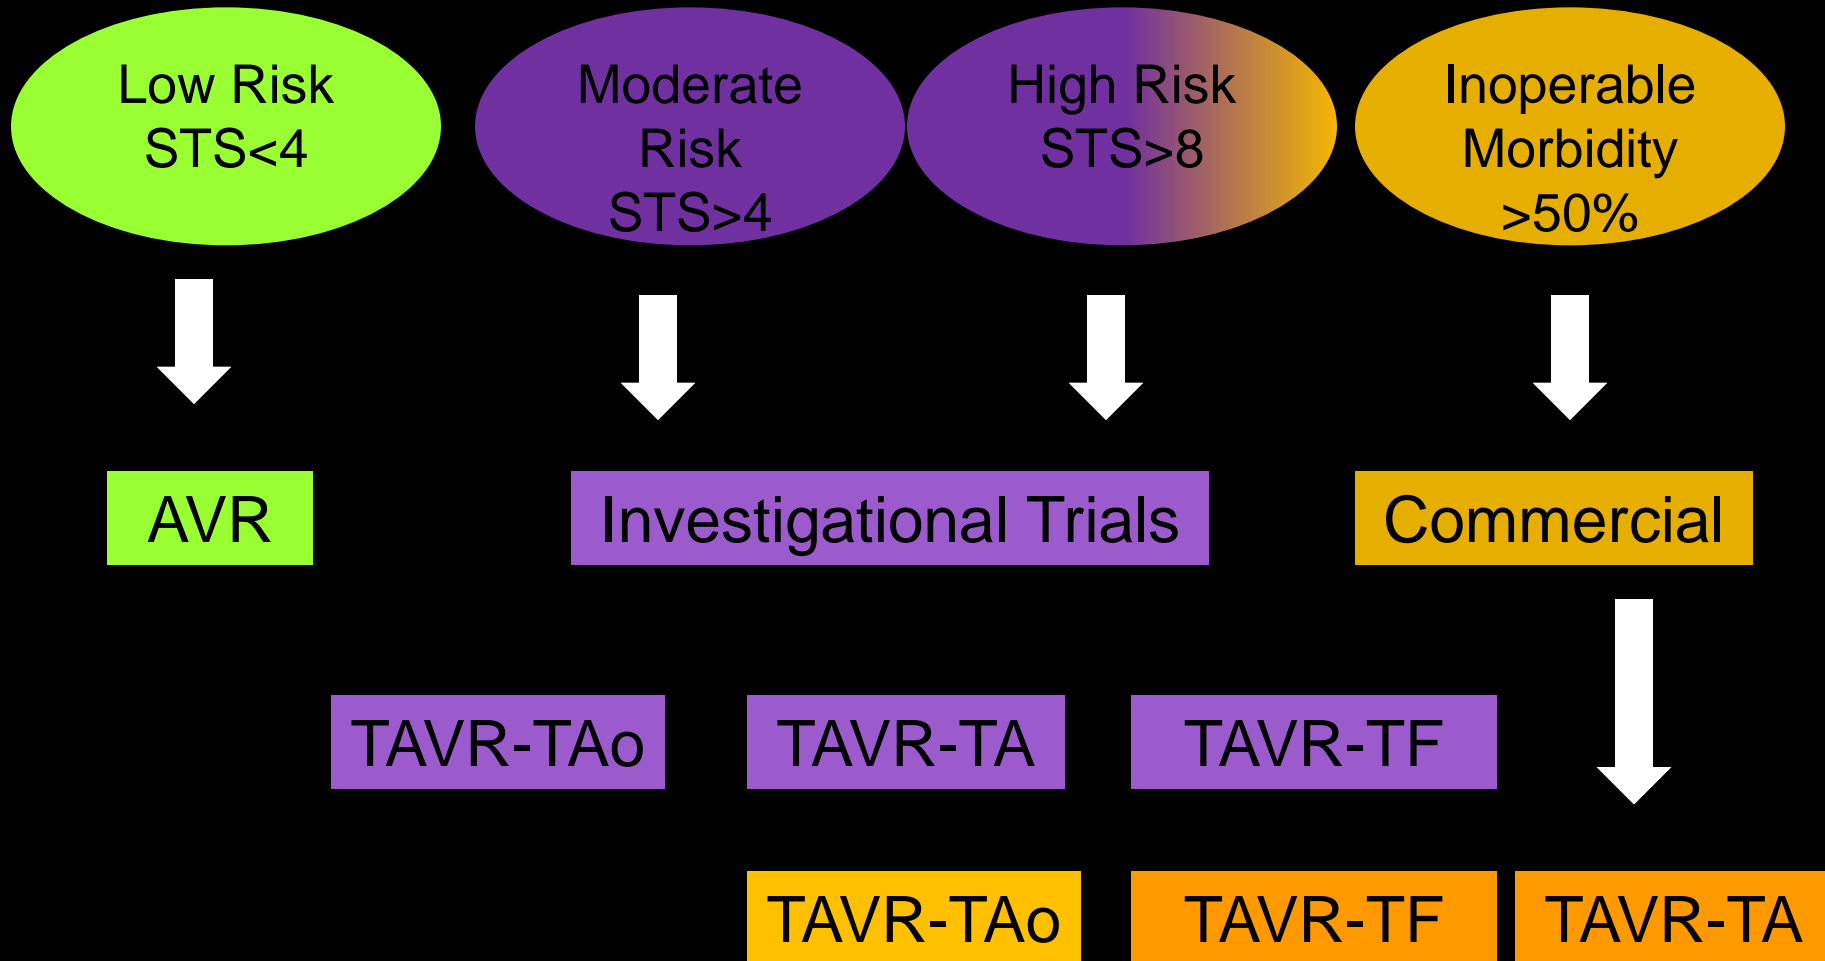 Low Risk
STS<4
Moderate
Risk
STS>4
High Risk
STS>8
Inoperable
Morbidity
>50%
AVR
Investigational Trials
Commercial
TAVR-TAo
TAVR-TA
TAVR-TF
TAVR-TAo
TAVR-TF
TAVR-TA